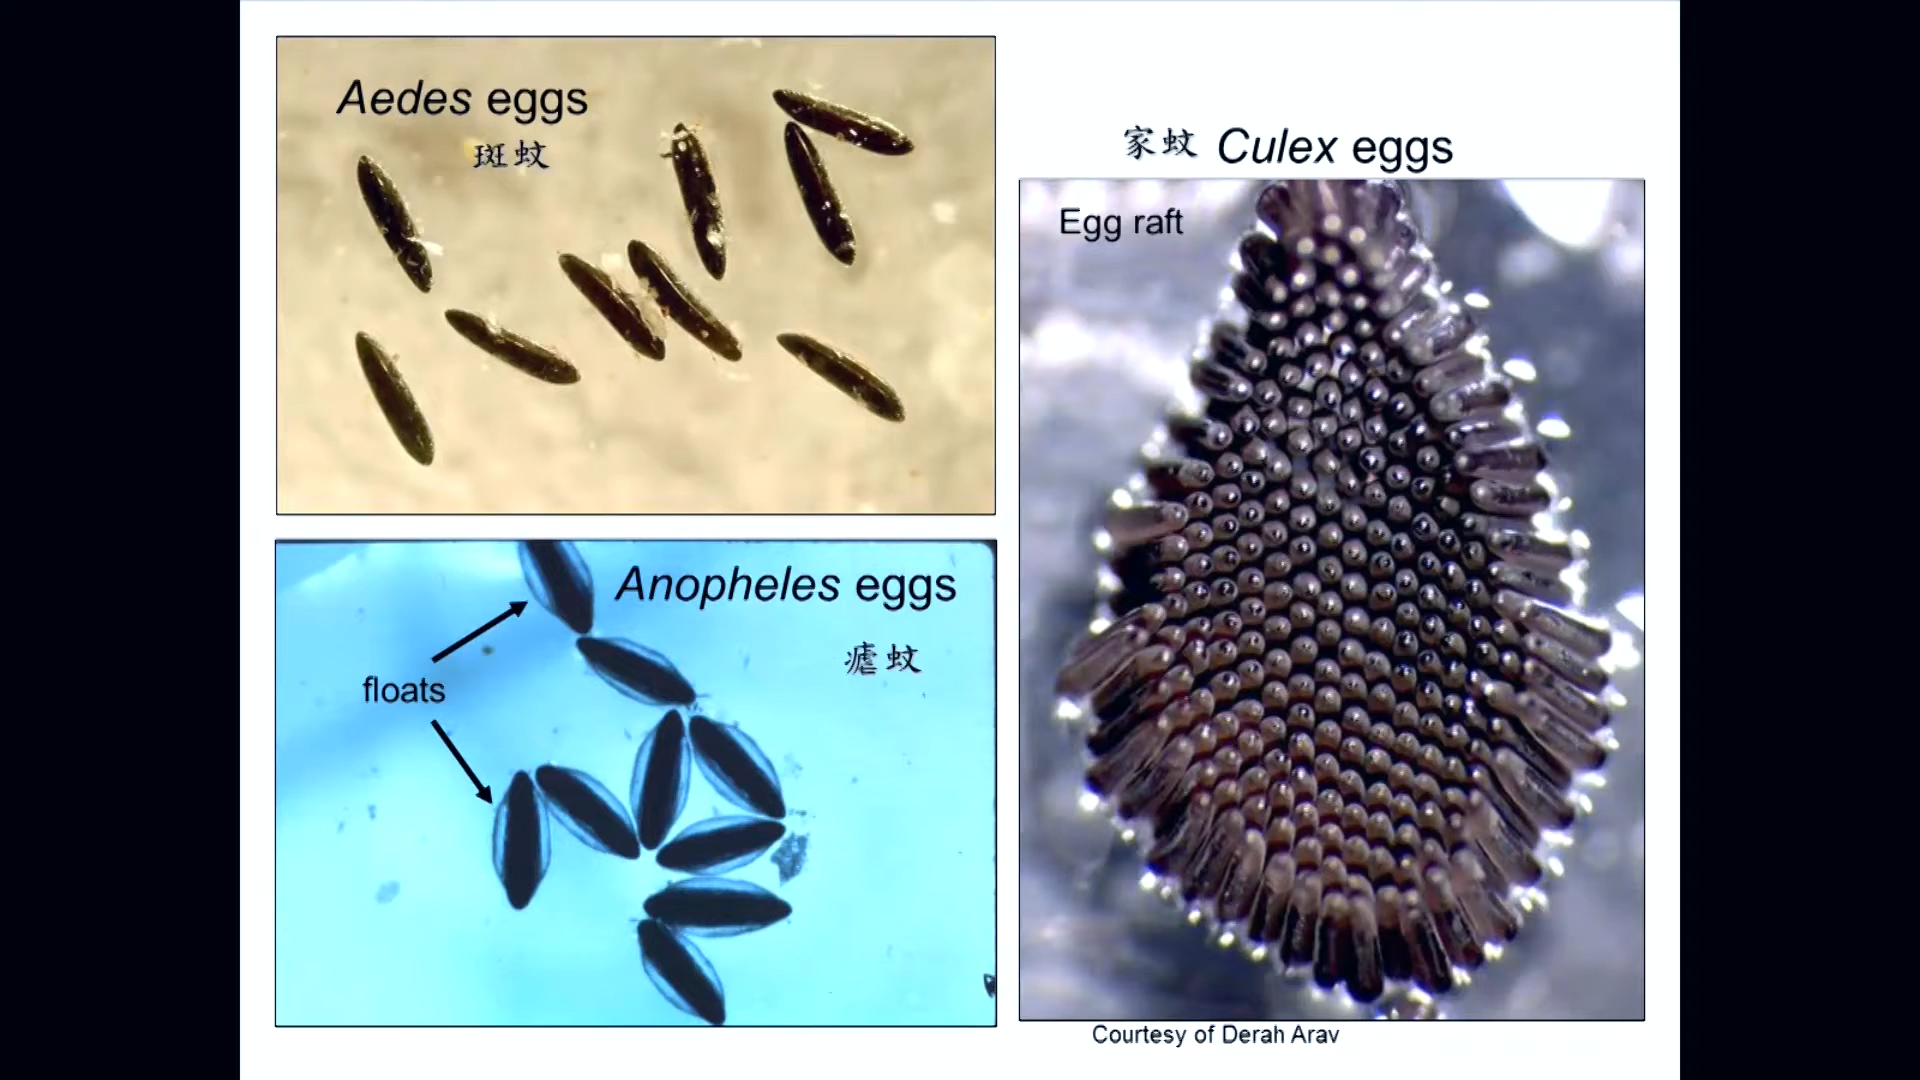 Aedes eggs
斑蚊
Anopheles eggs
瘧蚊
floats
家蚊 Culex eggs
Egg raft
Courtesy of Derah Arav